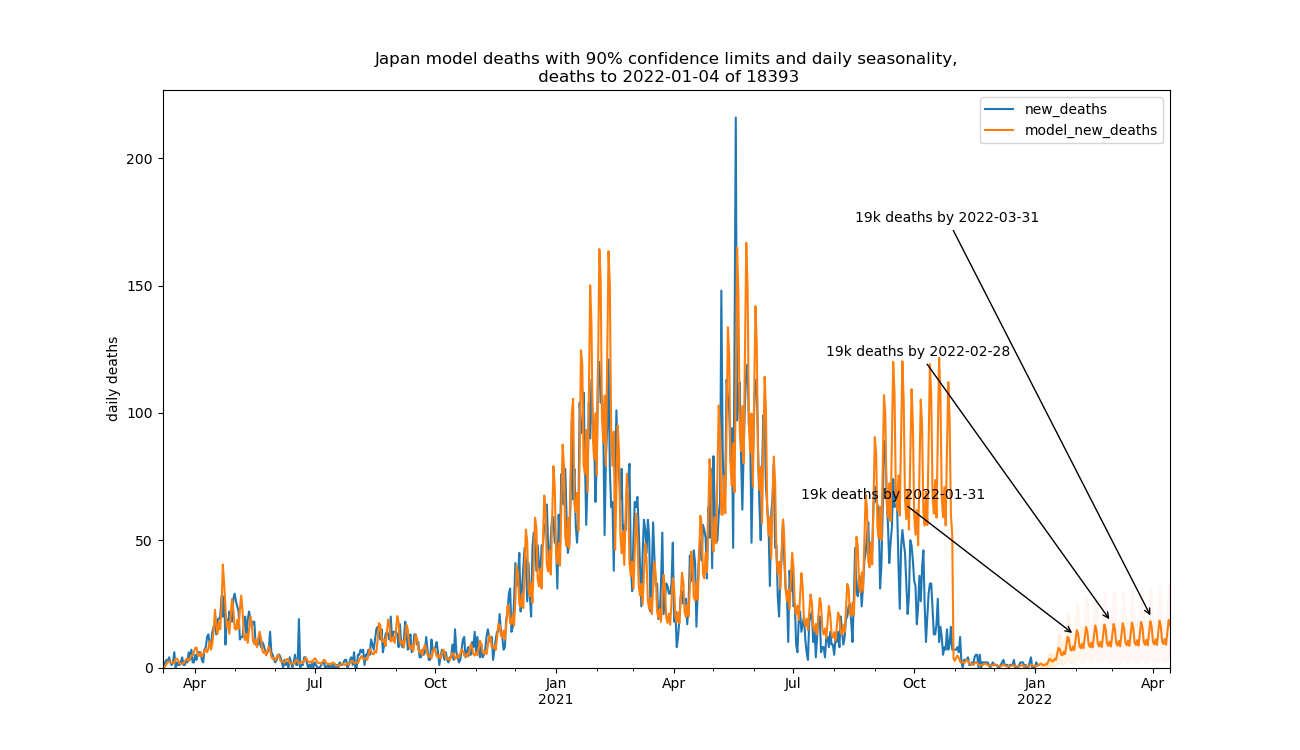 Japan model deaths with 90% confidence limits and daily seasonality,
deaths to 2022-01-04 of 18393
new_deaths
model_new_deaths
200
150
100
50
0
daily deaths
19k deaths by 2022-03-31
19k deaths by 2022-02-28
19k deaths by 2022-01-31
Apr Jul Oct Jan Apr Jul Oct Jan Apr
2021 2022